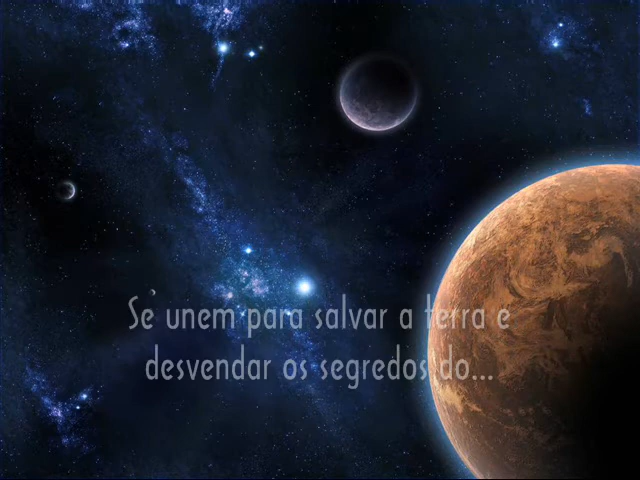 Se unem para salvar a terra e
desvendar os segredos do...